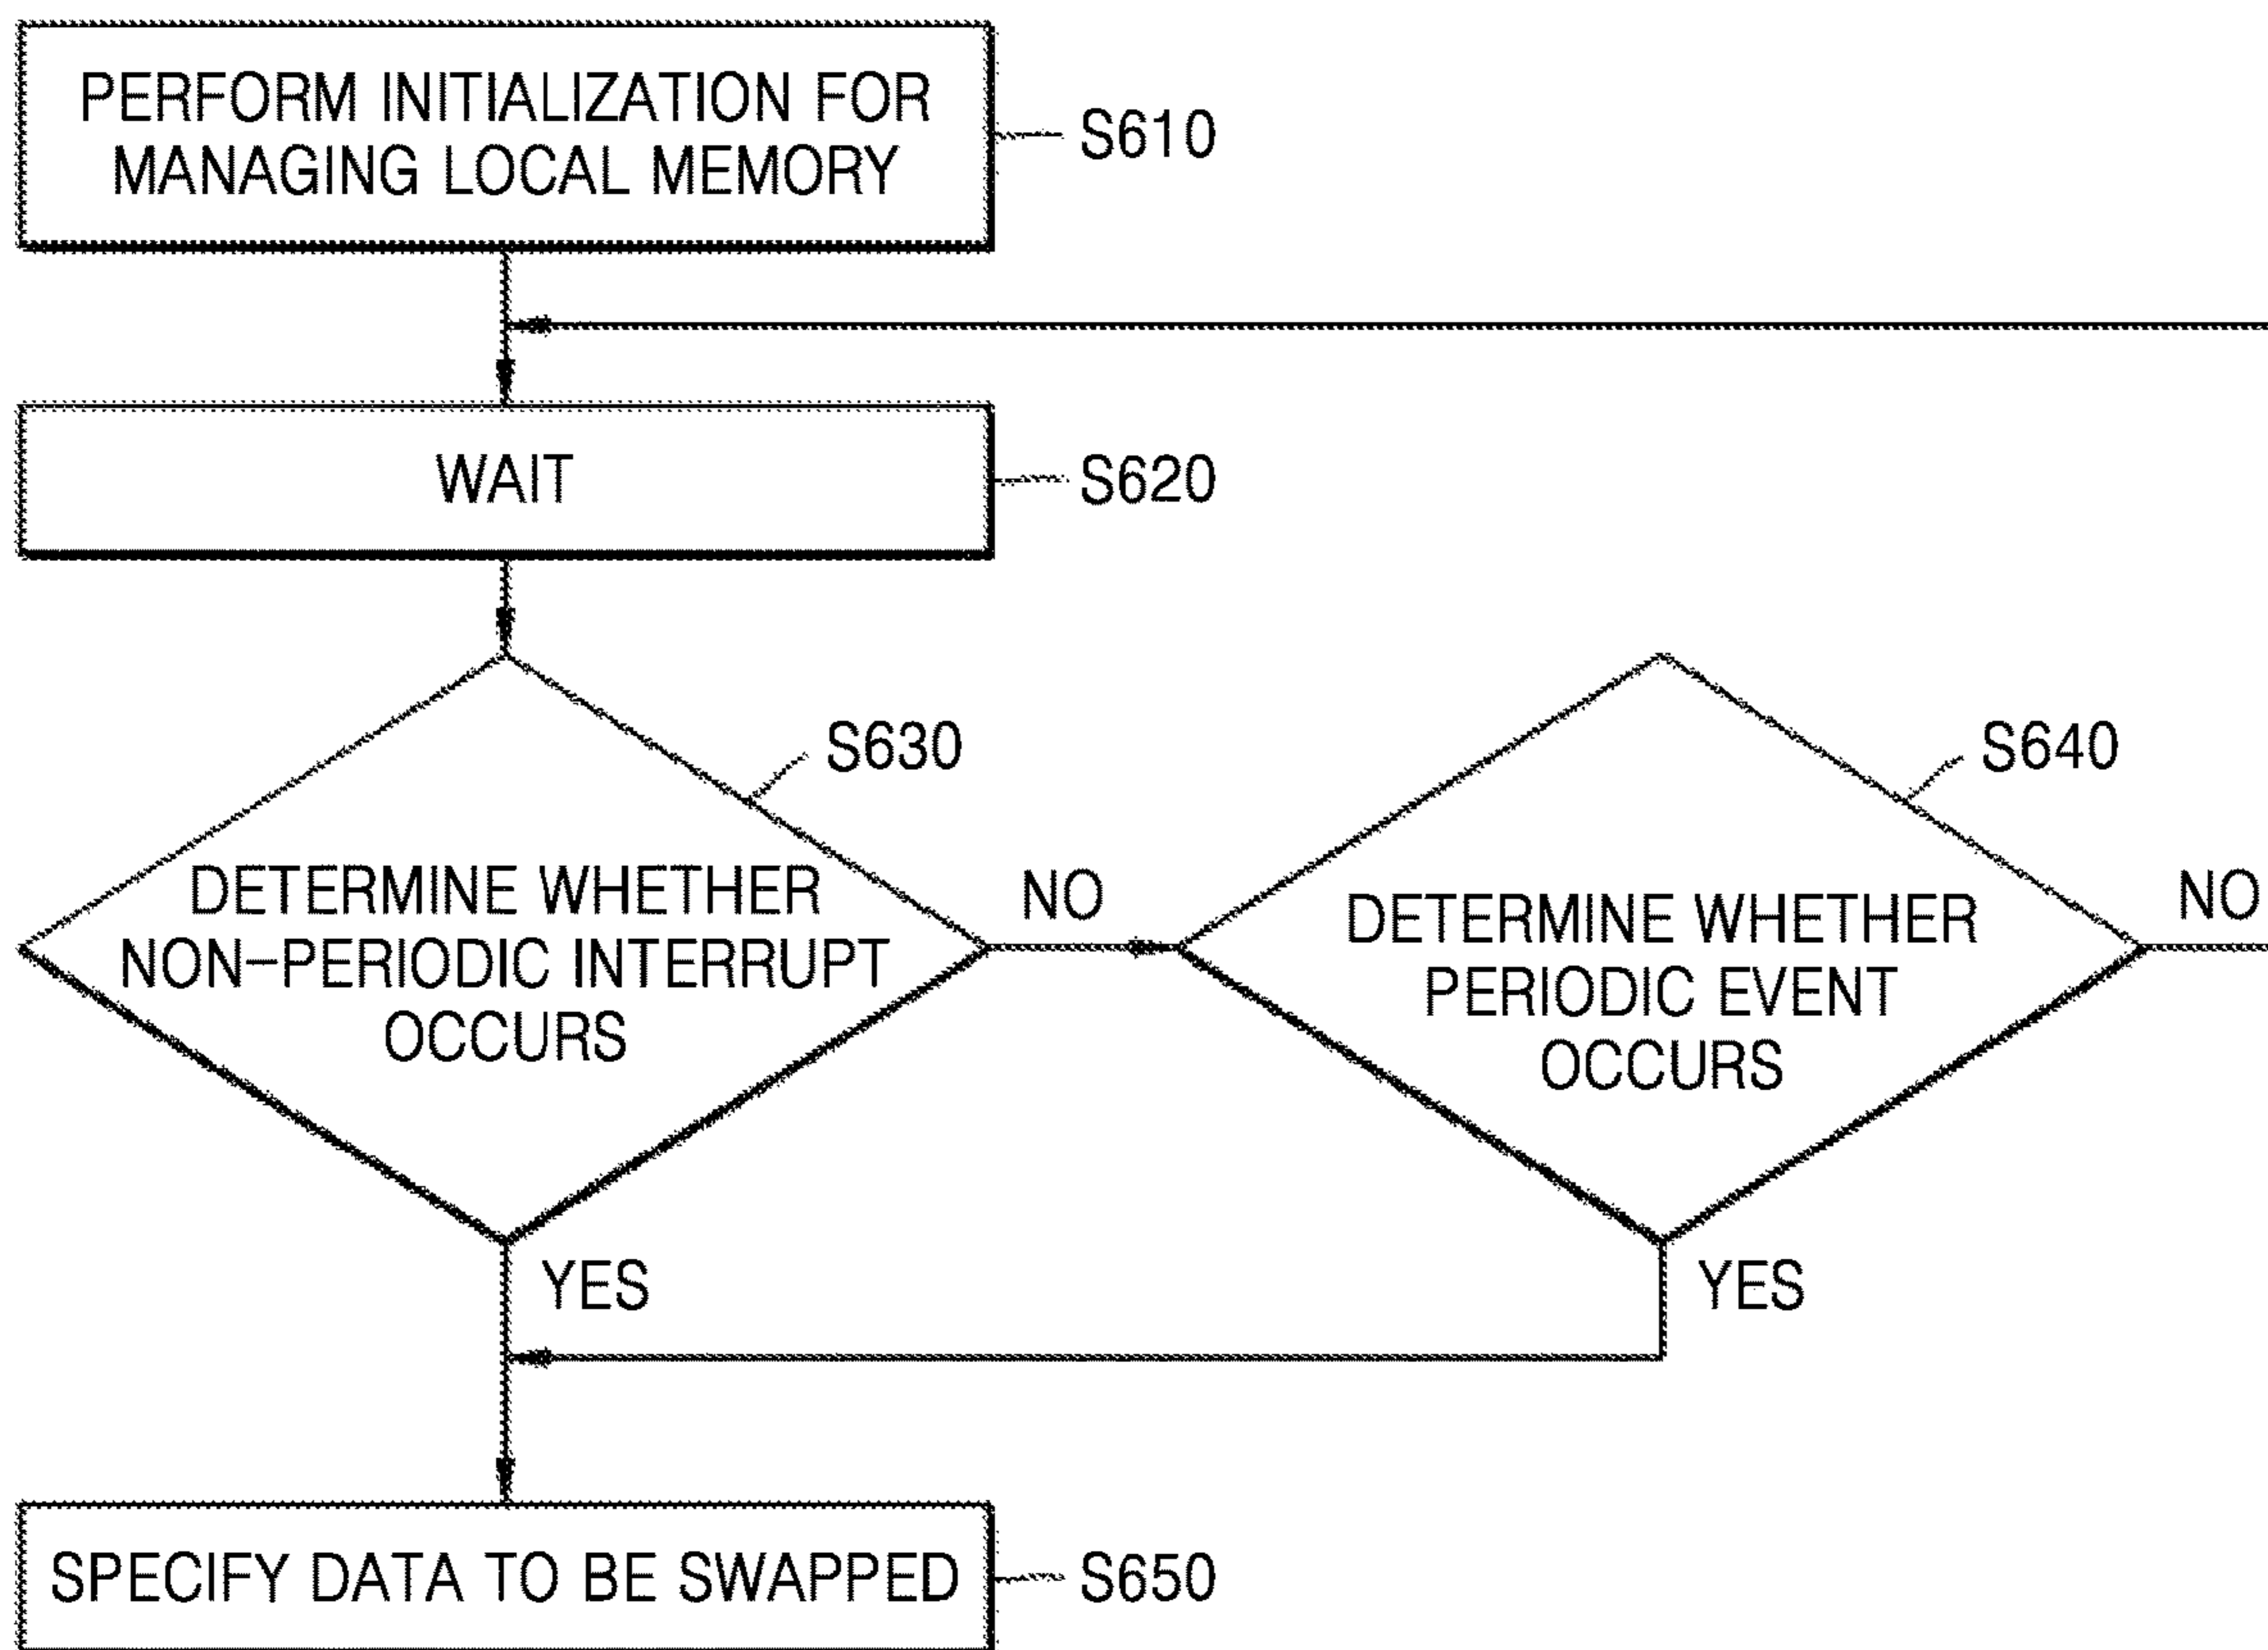 PERFORM INITIALIZATION FOR
MANAGING LOCAL MEMORY
S610
WAIT
S620
S630
DETERMINE WHETHER
NON-PERIODIC INTERRUPT
OCCURS
NO
YES
S640
DETERMINE WHETHER
PERIODIC EVENT
OCCURS
NO
YES
SPECIFY DATA TO BE SWAPPED
S650